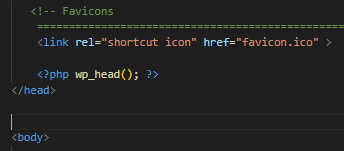 <!-- Favicons
================================================
<link rel="shortcut icon" href="favicon.ico" >
<?php wp_head(); ?>
</head>
<body>